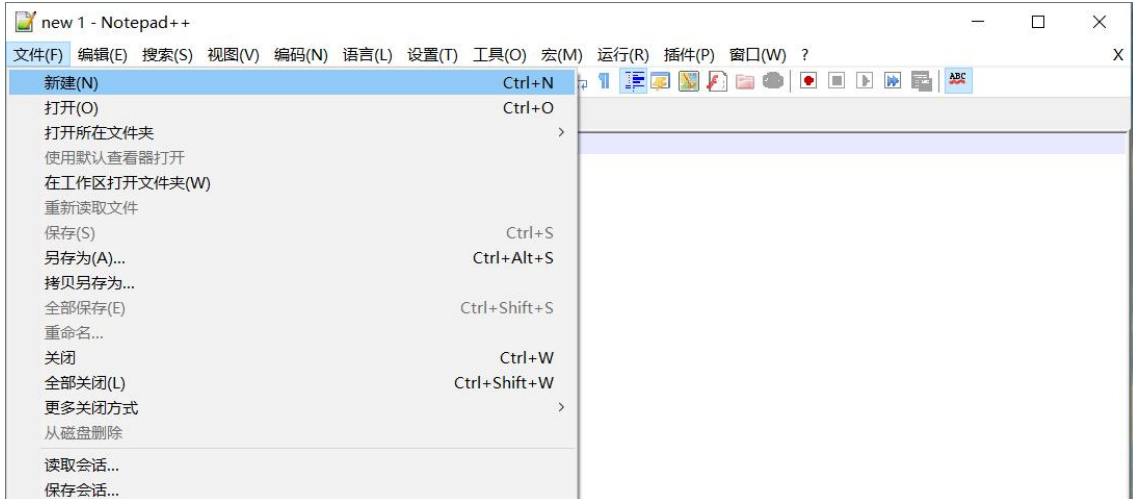 new 1 - Notepad++
文件(F) 编辑(E) 搜索(S) 视图(V) 编码(N) 语言(L) 设置(T) 工具(O) 宏(M) 运行(R) 插件(P) 窗口(W) ? X
新建(N) Ctrl+N
打开(O) Ctrl+O
打开所在文件夹
使用默认查看器打开
在工作区打开文件夹(W)
重新读取文件
保存(S) Ctrl+S
另存为(A)... Ctrl+Alt+S
拷贝另存为...
全部保存(E) Ctrl+Shift+S
重命名...
关闭 Ctrl+W
全部关闭(L) Ctrl+Shift+W
更多关闭方式
从磁盘删除
读取会话...
保存会话...
ABC